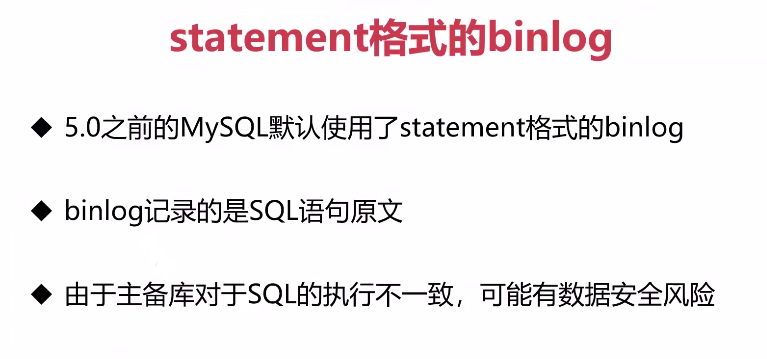 statement格式的binlog
◆ 5.0之前的MySQL默认使用了statement格式的binlog
◆ binlog记录的是SQL语句原文
◆ 由于主备库对于SQL的执行不一致，可能有数据安全风险